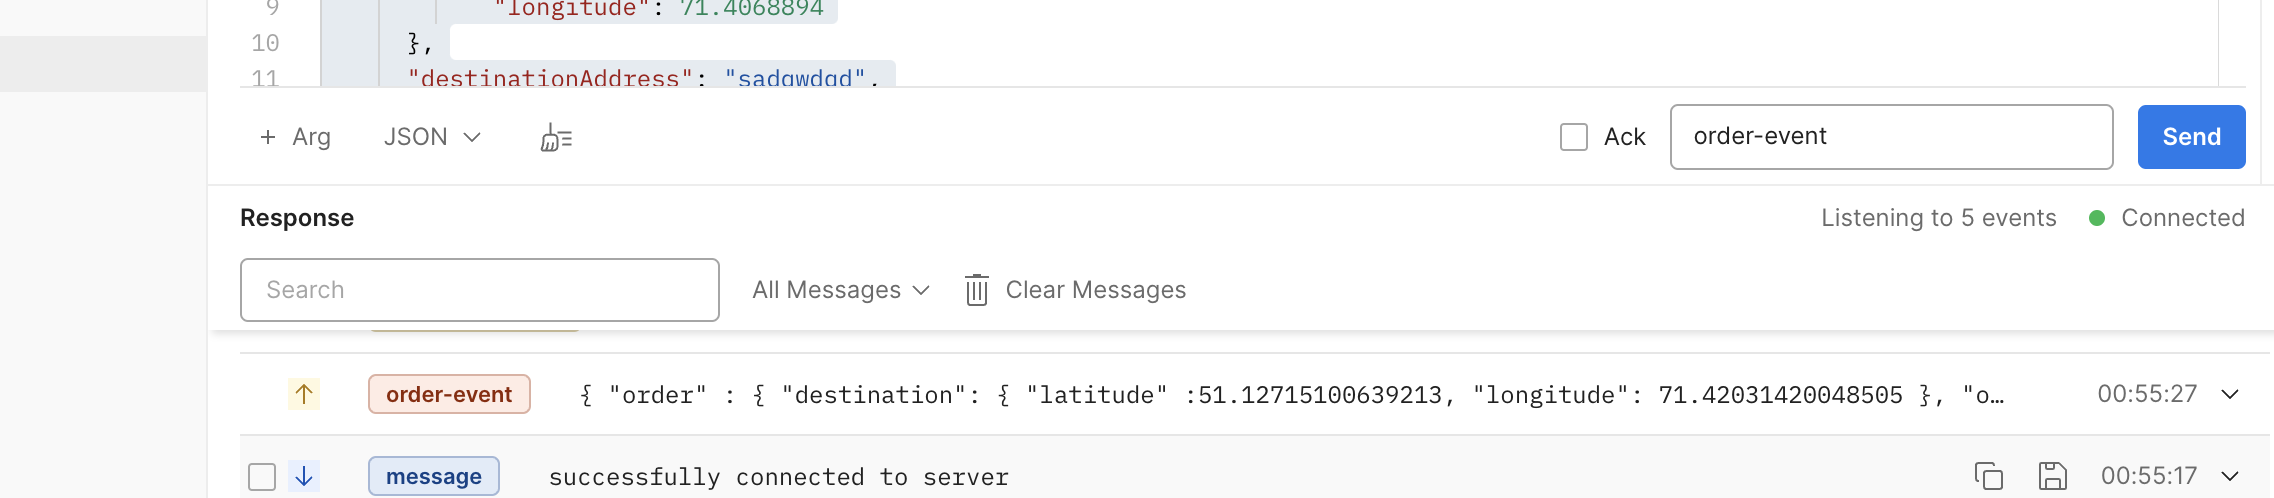 9 "longitude": 71.4068894
10 },
11 "destinationAddress": "sadqwdqd",
+ Arg JSON Ack order-event Send
Response Listening to 5 events Connected
Search All Messages Clear Messages
order-event { "order" : { "destination": { "latitude" :51.12715100639213, "longitude": 71.42031420048505 }, "o… 00:55:27
message successfully connected to server 00:55:17